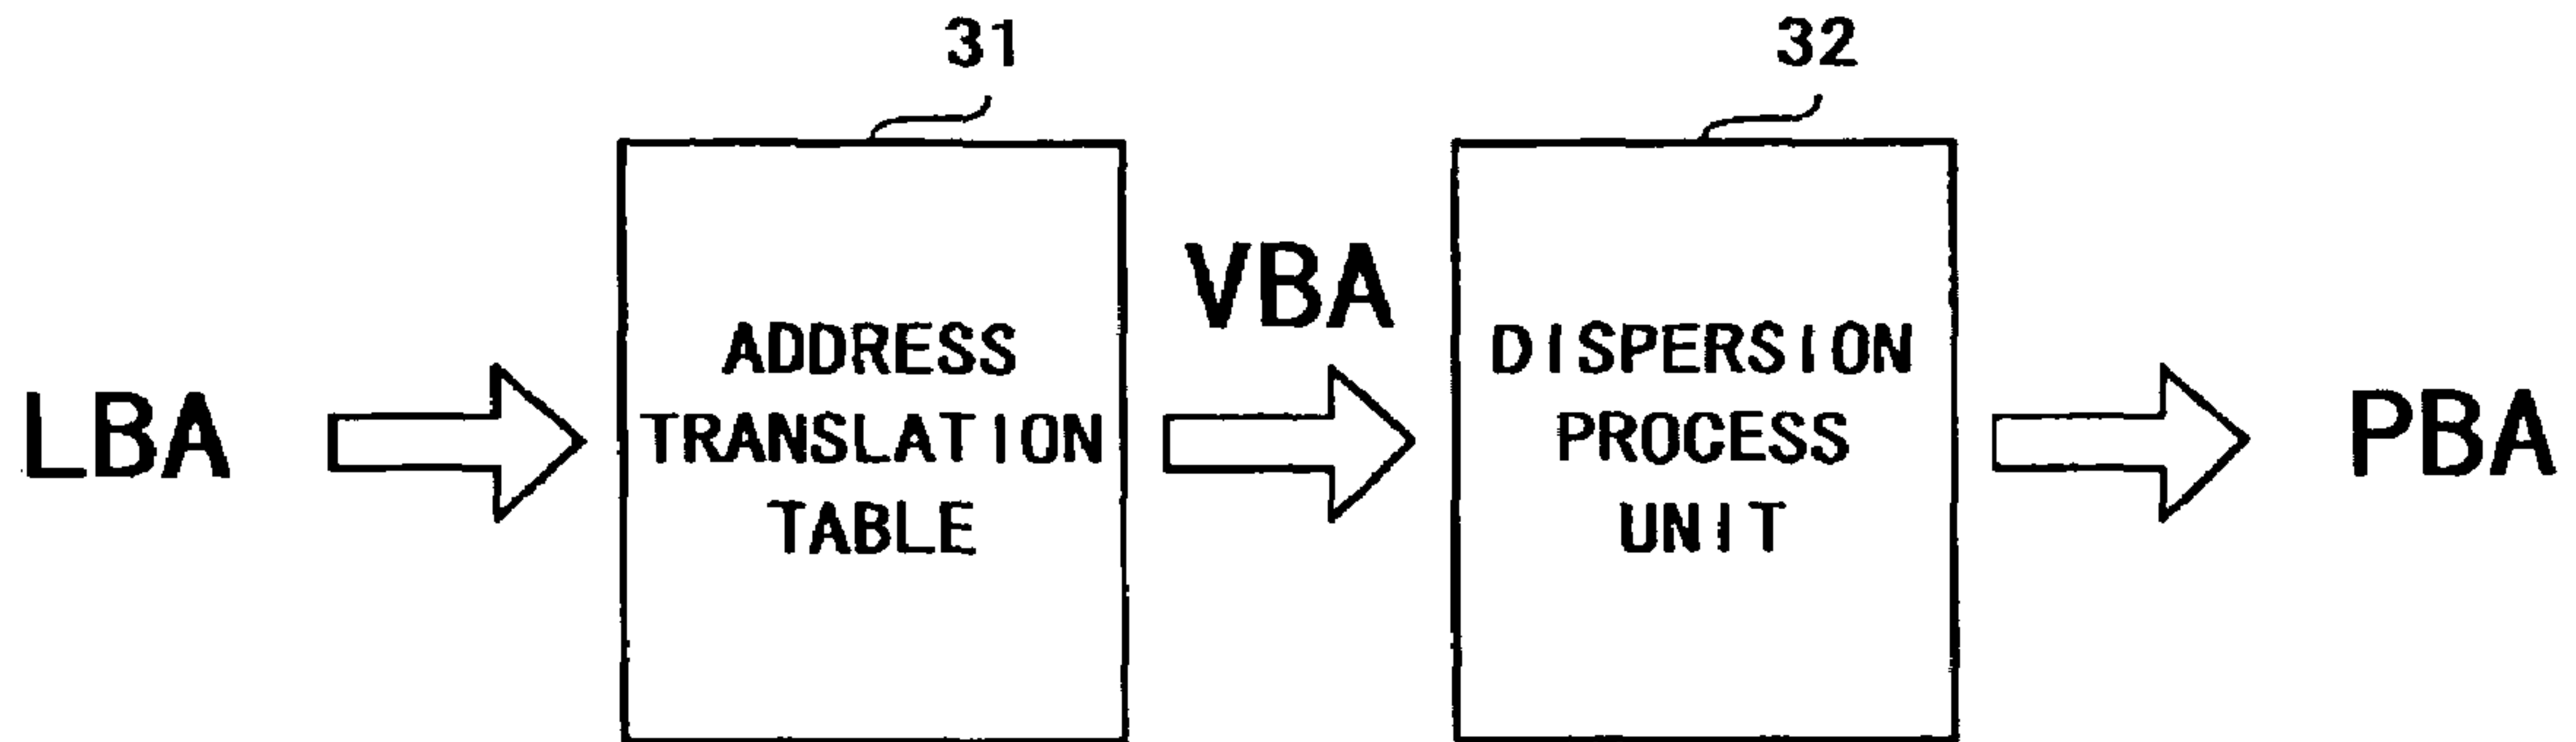 31
32
LBA
ADDRESS
TRANSLATION
TABLE
VBA
DISPERSION
PROCESS
UNIT
PBA